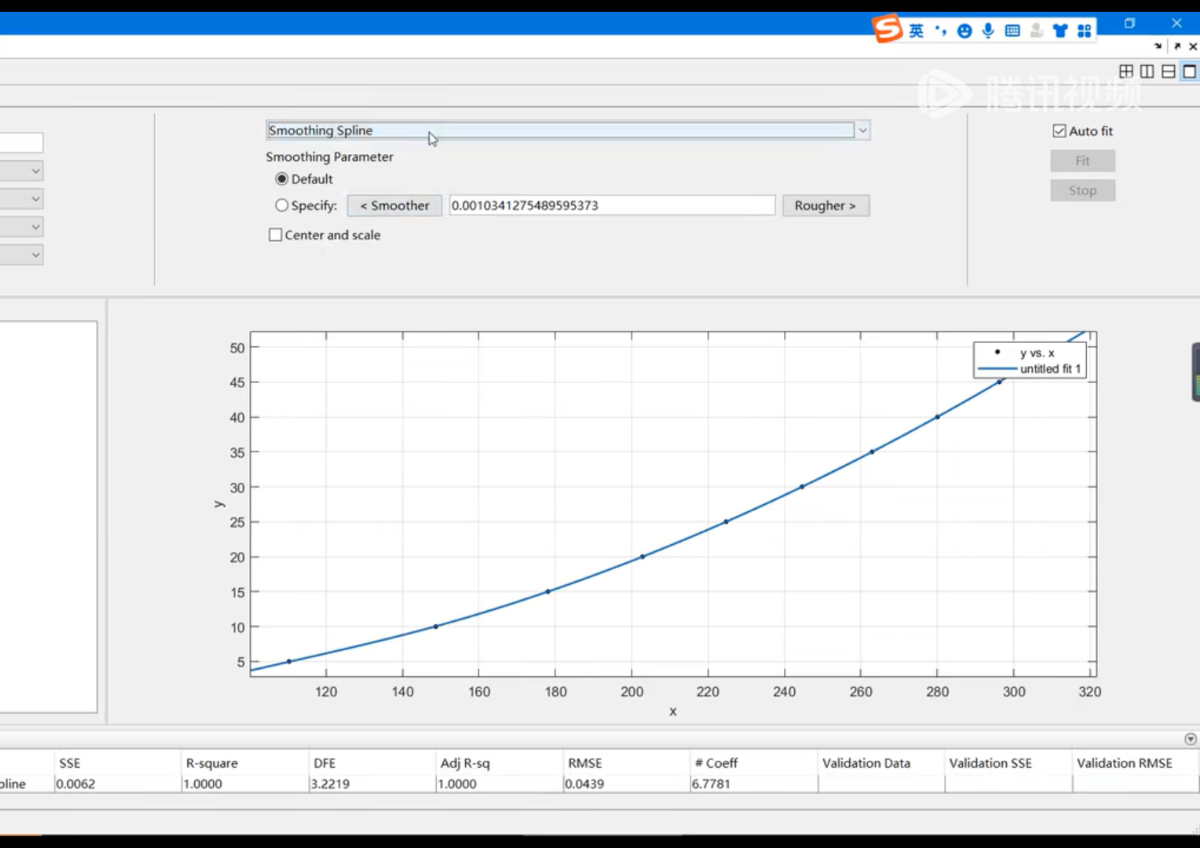 S 英
腾讯视频
Smoothing Spline
Auto fit
Smoothing Parameter
Fit
Default
Stop
Specify: < Smoother 0.0010341275489595373 Rougher >
Center and scale
50
45
40
35
30
25
20
15
10
5
y
y vs. x
untitled fit 1
120 140 160 180 200 220 240 260 280 300 320
x
SSE R-square DFE Adj R-sq RMSE # Coeff Validation Data Validation SSE Validation RMSE
pline 0.0062 1.0000 3.2219 1.0000 0.0439 6.7781